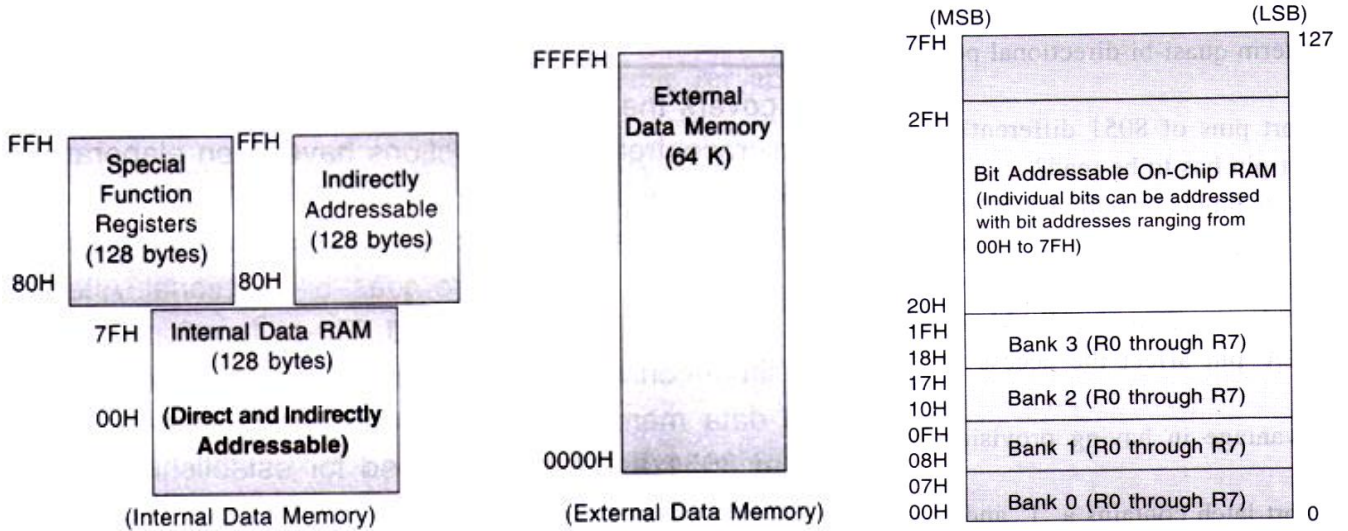 FFH
Special
Function
Registers
(128 bytes)
80H
FFH
Indirectly
Addressable
(128 bytes)
80H
7FH
Internal Data RAM
(128 bytes)
00H
(Direct and Indirectly
Addressable)
(Internal Data Memory)
FFFFH
External
Data Memory
(64 K)
0000H
(External Data Memory)
(MSB)
(LSB)
7FH
127
2FH
Bit Addressable On-Chip RAM
(Individual bits can be addressed
with bit addresses ranging from
00H to 7FH)
20H
1FH
Bank 3 (R0 through R7)
18H
17H
Bank 2 (R0 through R7)
10H
0FH
Bank 1 (R0 through R7)
08H
07H
Bank 0 (R0 through R7)
00H
0